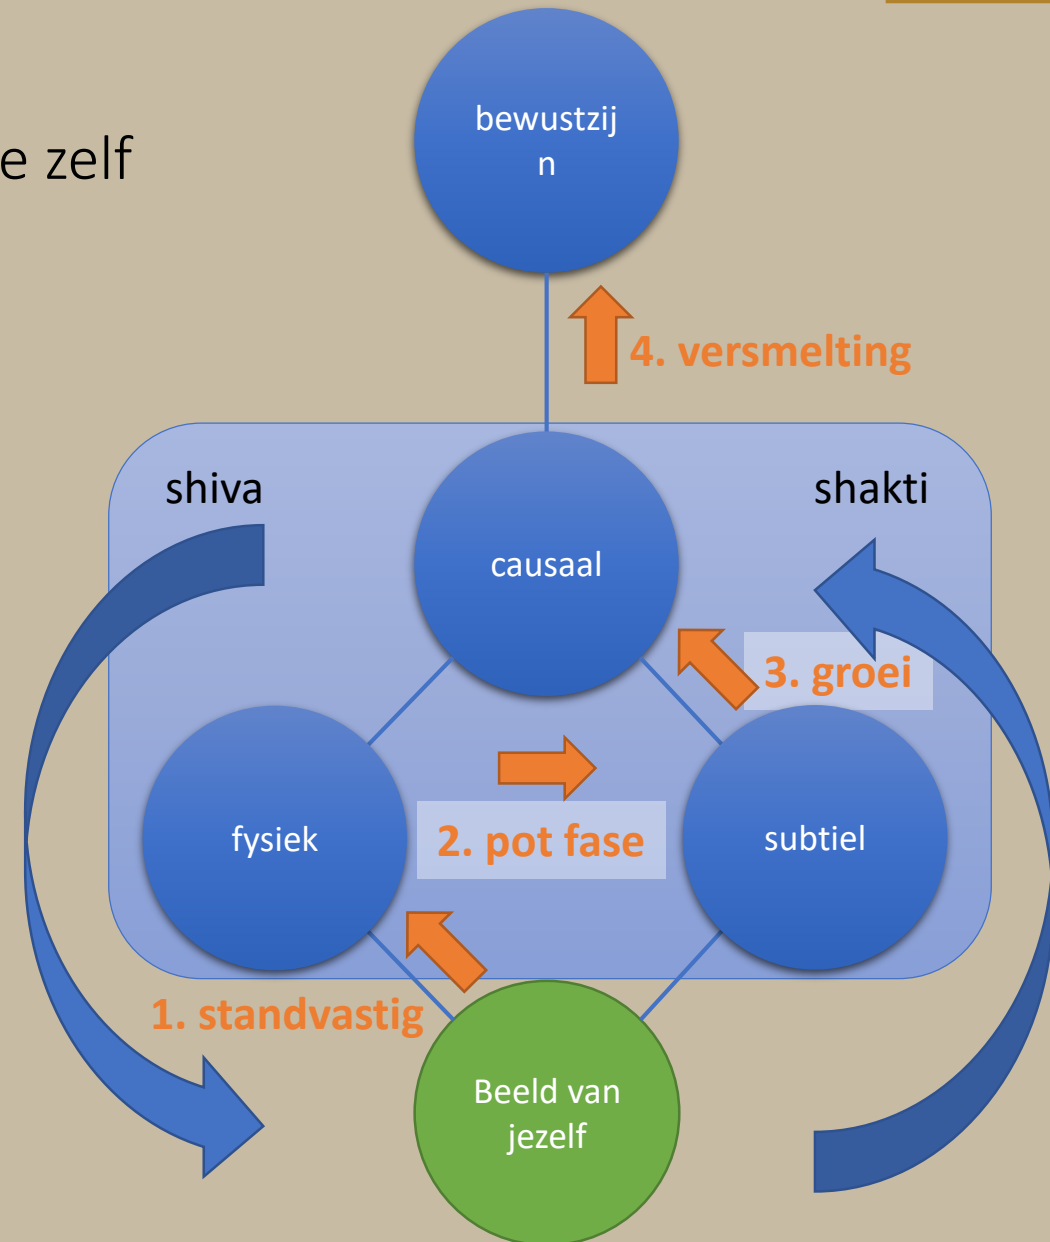 e zelf
bewustzij
n
4. versmelting
shiva
shakti
causaal
3. groei
fysiek
2. pot fase
subtiel
1. standvastig
Beeld van
jezelf